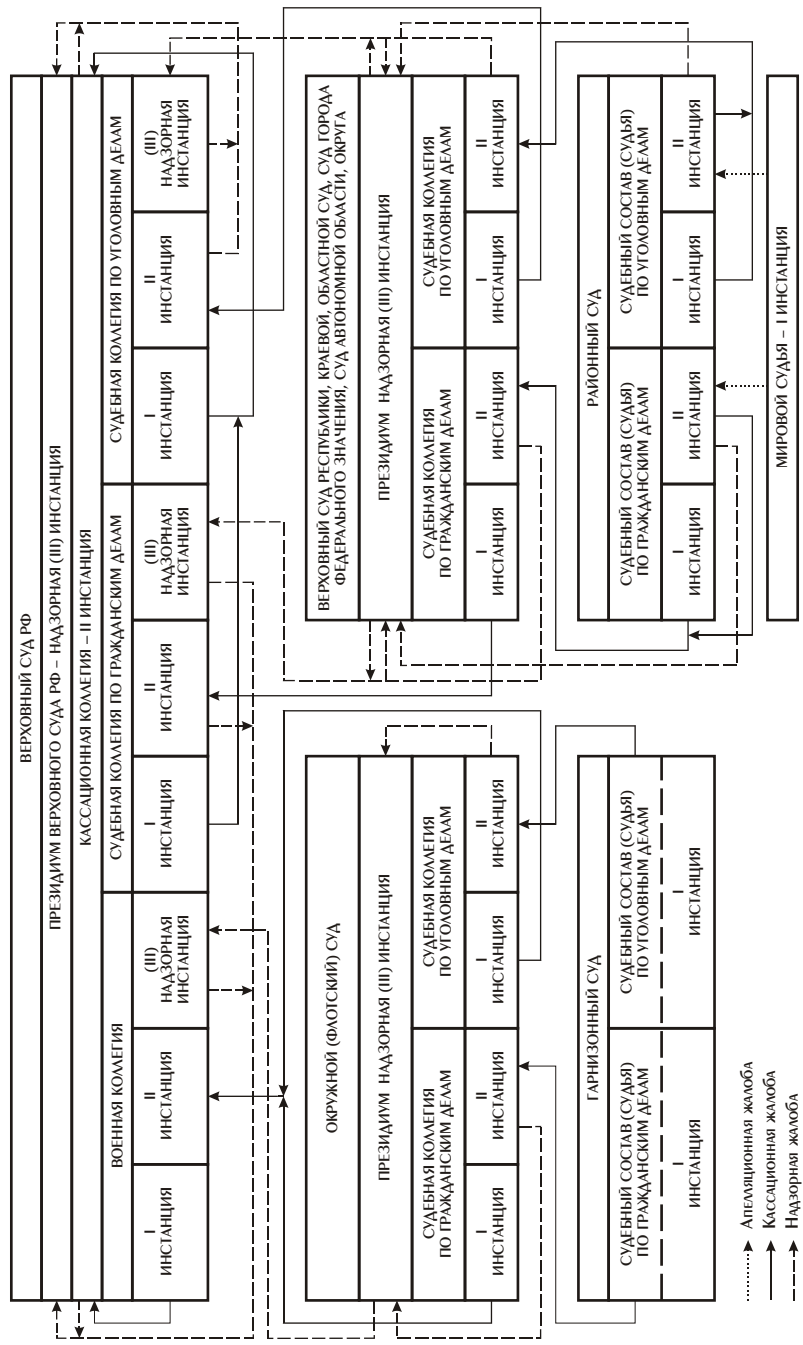 ВЕРХОВНЫЙ СУД РФ
ПРЕЗИДИУМ ВЕРХОВНОГО СУДА РФ – НАДЗОРНАЯ (III) ИНСТАНЦИЯ
КАССАЦИОННАЯ КОЛЛЕГИЯ – II ИНСТАНЦИЯ
ВОЕННАЯ КОЛЛЕГИЯ
I
ИНСТАНЦИЯ
II
ИНСТАНЦИЯ
(III)
НАДЗОРНАЯ
ИНСТАНЦИЯ
СУДЕБНАЯ КОЛЛЕГИЯ ПО ГРАЖДАНСКИМ ДЕЛАМ
I
ИНСТАНЦИЯ
II
ИНСТАНЦИЯ
(III)
НАДЗОРНАЯ
ИНСТАНЦИЯ
СУДЕБНАЯ КОЛЛЕГИЯ ПО УГОЛОВНЫМ ДЕЛАМ
I
ИНСТАНЦИЯ
II
ИНСТАНЦИЯ
(III)
НАДЗОРНАЯ
ИНСТАНЦИЯ
ОКРУЖНОЙ (ФЛОТСКИЙ) СУД
ПРЕЗИДИУМ НАДЗОРНАЯ (III) ИНСТАНЦИЯ
СУДЕБНАЯ КОЛЛЕГИЯ
ПО ГРАЖДАНСКИМ ДЕЛАМ
I
ИНСТАНЦИЯ
II
ИНСТАНЦИЯ
СУДЕБНАЯ КОЛЛЕГИЯ
ПО УГОЛОВНЫМ ДЕЛАМ
I
ИНСТАНЦИЯ
II
ИНСТАНЦИЯ
ВЕРХОВНЫЙ СУД РЕСПУБЛИКИ, КРАЕВОЙ, ОБЛАСТНОЙ СУД, СУД ГОРОДА
ФЕДЕРАЛЬНОГО ЗНАЧЕНИЯ, СУД АВТОНОМНОЙ ОБЛАСТИ, ОКРУГА
ПРЕЗИДИУМ НАДЗОРНАЯ (III) ИНСТАНЦИЯ
СУДЕБНАЯ КОЛЛЕГИЯ
ПО ГРАЖДАНСКИМ ДЕЛАМ
I
ИНСТАНЦИЯ
II
ИНСТАНЦИЯ
СУДЕБНАЯ КОЛЛЕГИЯ
ПО УГОЛОВНЫМ ДЕЛАМ
I
ИНСТАНЦИЯ
II
ИНСТАНЦИЯ
ГАРНИЗОННЫЙ СУД
СУДЕБНЫЙ СОСТАВ (СУДЬЯ)
ПО ГРАЖДАНСКИМ ДЕЛАМ
I
ИНСТАНЦИЯ
СУДЕБНЫЙ СОСТАВ (СУДЬЯ)
ПО УГОЛОВНЫМ ДЕЛАМ
I
ИНСТАНЦИЯ
РАЙОННЫЙ СУД
СУДЕБНЫЙ СОСТАВ (СУДЬЯ)
ПО ГРАЖДАНСКИМ ДЕЛАМ
I
ИНСТАНЦИЯ
II
ИНСТАНЦИЯ
СУДЕБНЫЙ СОСТАВ (СУДЬЯ)
ПО УГОЛОВНЫМ ДЕЛАМ
I
ИНСТАНЦИЯ
II
ИНСТАНЦИЯ
МИРОВОЙ СУДЬЯ – I ИНСТАНЦИЯ
АПЕЛЛЯЦИОННАЯ ЖАЛОБА
КАССАЦИОННАЯ ЖАЛОБА
НАДЗОРНАЯ ЖАЛОБА